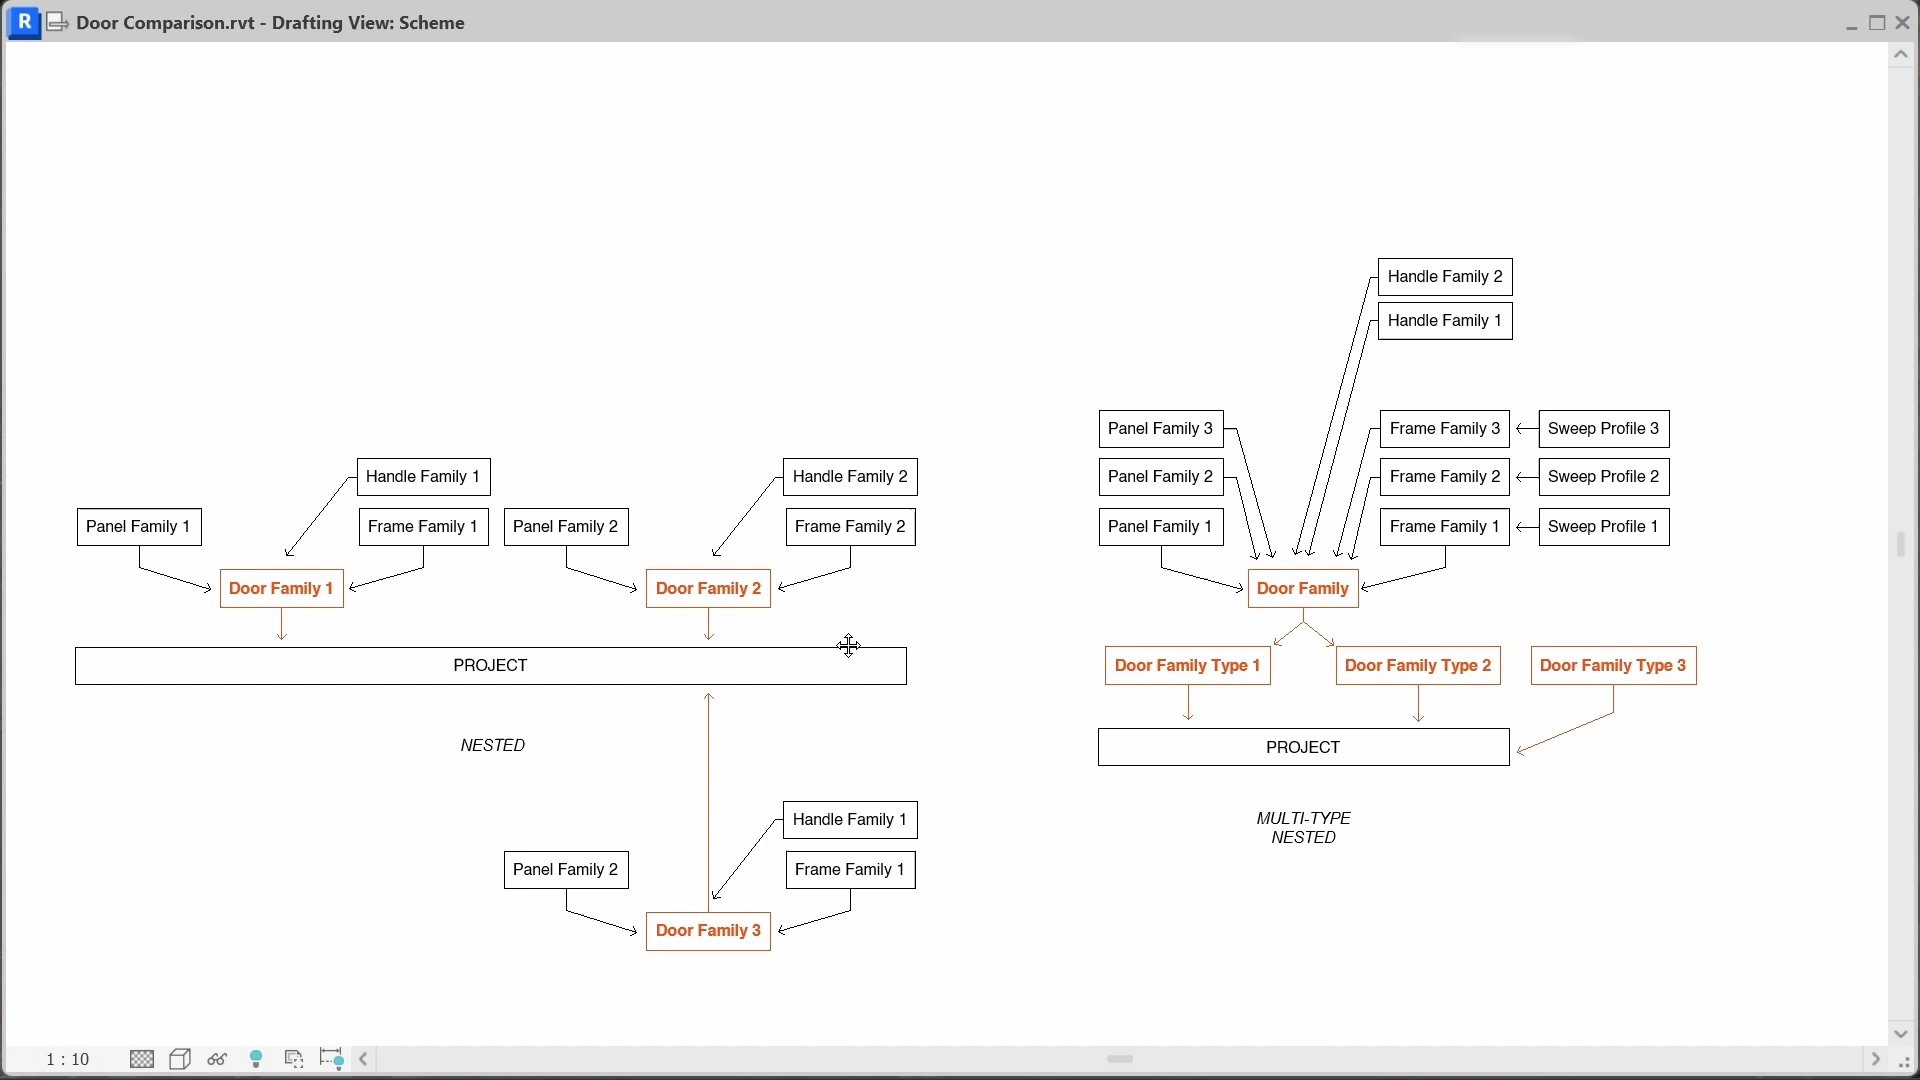 R
Door Comparison.rvt - Drafting View: Scheme
Handle Family 1
Panel Family 1
Frame Family 1
Door Family 1
Handle Family 2
Panel Family 2
Frame Family 2
Door Family 2
PROJECT
NESTED
Handle Family 1
Panel Family 2
Frame Family 1
Door Family 3
Handle Family 2
Handle Family 1
Panel Family 3
Frame Family 3
Sweep Profile 3
Panel Family 2
Frame Family 2
Sweep Profile 2
Panel Family 1
Frame Family 1
Sweep Profile 1
Door Family
Door Family Type 1
Door Family Type 2
Door Family Type 3
PROJECT
MULTI-TYPE
NESTED
1 : 10